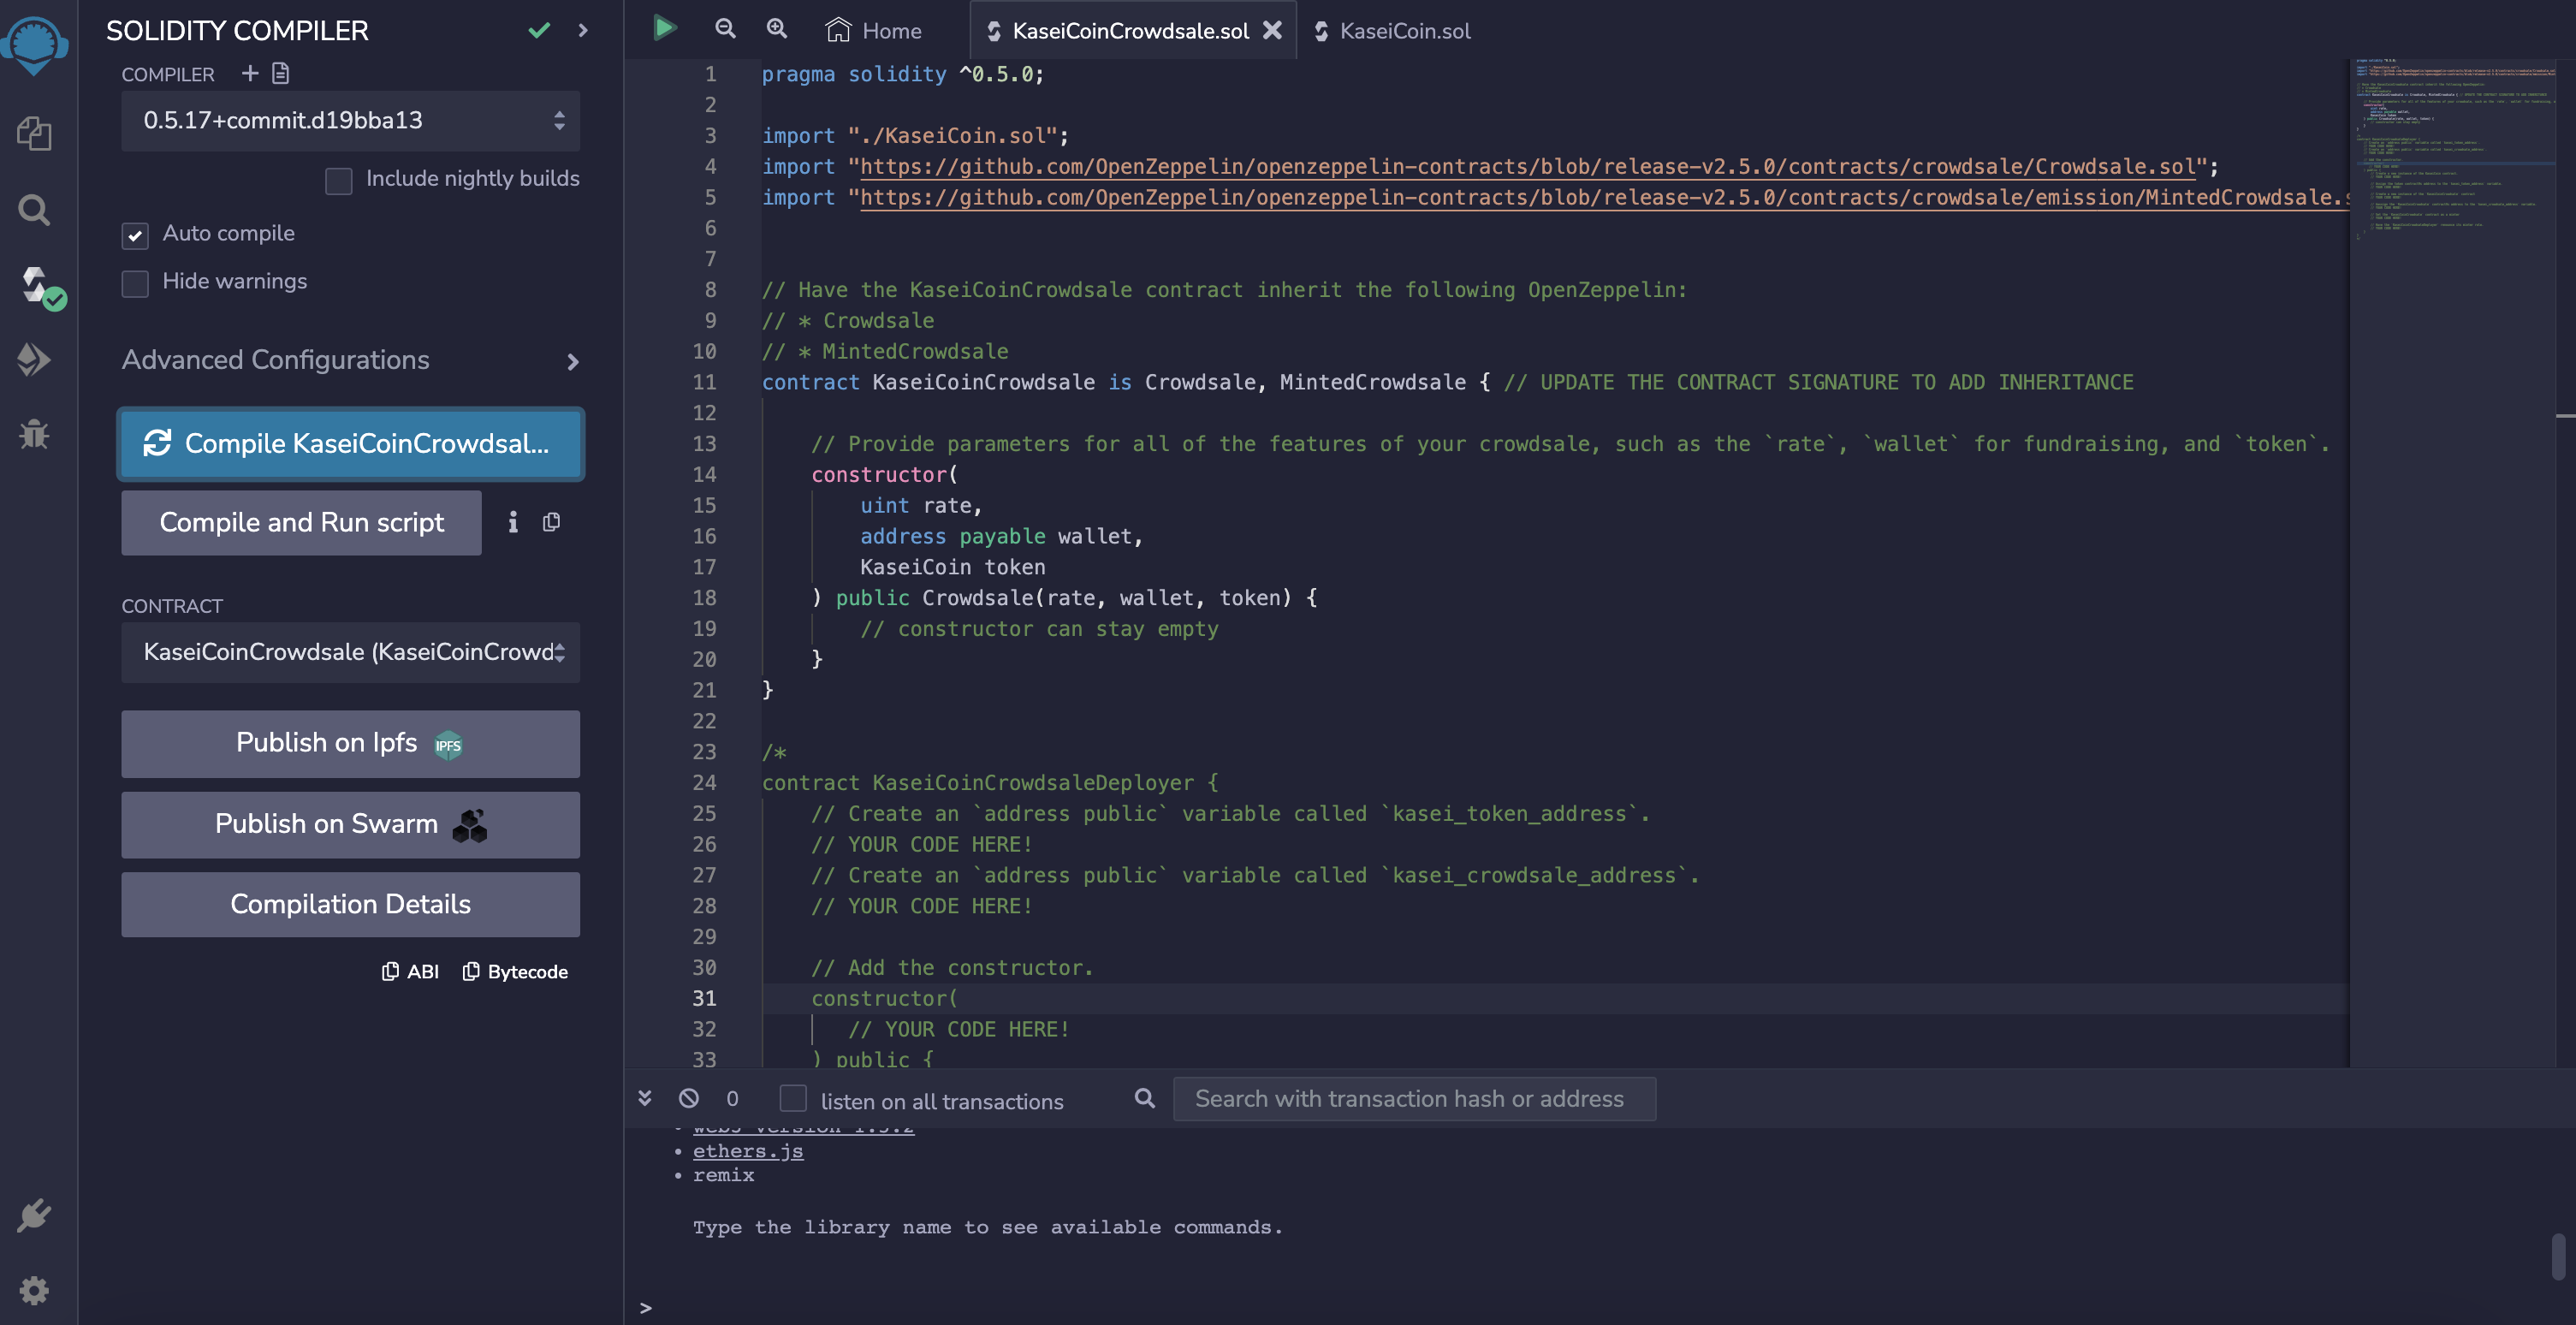 SOLIDITY COMPILER
COMPILER
0.5.17+commit.d19bba13
Include nightly builds
Auto compile
Hide warnings
Advanced Configurations
Compile KaseiCoinCrowdsal...
Compile and Run script
CONTRACT
KaseiCoinCrowdsale (KaseiCoinCrowd
Publish on Ipfs IPFS
Publish on Swarm
Compilation Details
ABI Bytecode
Home KaseiCoinCrowdsale.sol KaseiCoin.sol
1 pragma solidity ^0.5.0;
2
3 import "./KaseiCoin.sol";
4 import "https://github.com/OpenZeppelin/openzeppelin-contracts/blob/release-v2.5.0/contracts/crowdsale/Crowdsale.sol";
5 import "https://github.com/OpenZeppelin/openzeppelin-contracts/blob/release-v2.5.0/contracts/crowdsale/emission/MintedCrowdsale.s
6
7
8 // Have the KaseiCoinCrowdsale contract inherit the following OpenZeppelin:
9 // * Crowdsale
10 // * MintedCrowdsale
11 contract KaseiCoinCrowdsale is Crowdsale, MintedCrowdsale { // UPDATE THE CONTRACT SIGNATURE TO ADD INHERITANCE
12
13 // Provide parameters for all of the features of your crowdsale, such as the `rate`, `wallet` for fundraising, and `token`.
14 constructor(
15 uint rate,
16 address payable wallet,
17 KaseiCoin token
18 ) public Crowdsale(rate, wallet, token) {
19 // constructor can stay empty
20 }
21 }
22
23 /*
24 contract KaseiCoinCrowdsaleDeployer {
25 // Create an `address public` variable called `kasei_token_address`.
26 // YOUR CODE HERE!
27 // Create an `address public` variable called `kasei_crowdsale_address`.
28 // YOUR CODE HERE!
29
30 // Add the constructor.
31 constructor(
32 // YOUR CODE HERE!
33 ) public {
0 listen on all transactions Search with transaction hash or address
• web3 version 1.5.2
• ethers.js
• remix
Type the library name to see available commands.
>